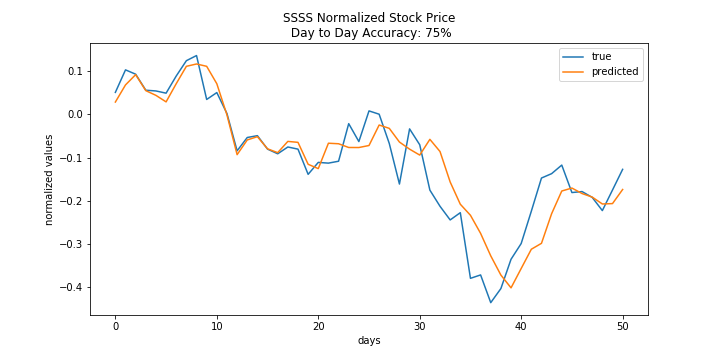 SSSS Normalized Stock Price
Day to Day Accuracy: 75%
true
predicted
normalized values
0.1
0.0
−0.1
−0.2
−0.3
−0.4
0 10 20 30 40 50
days